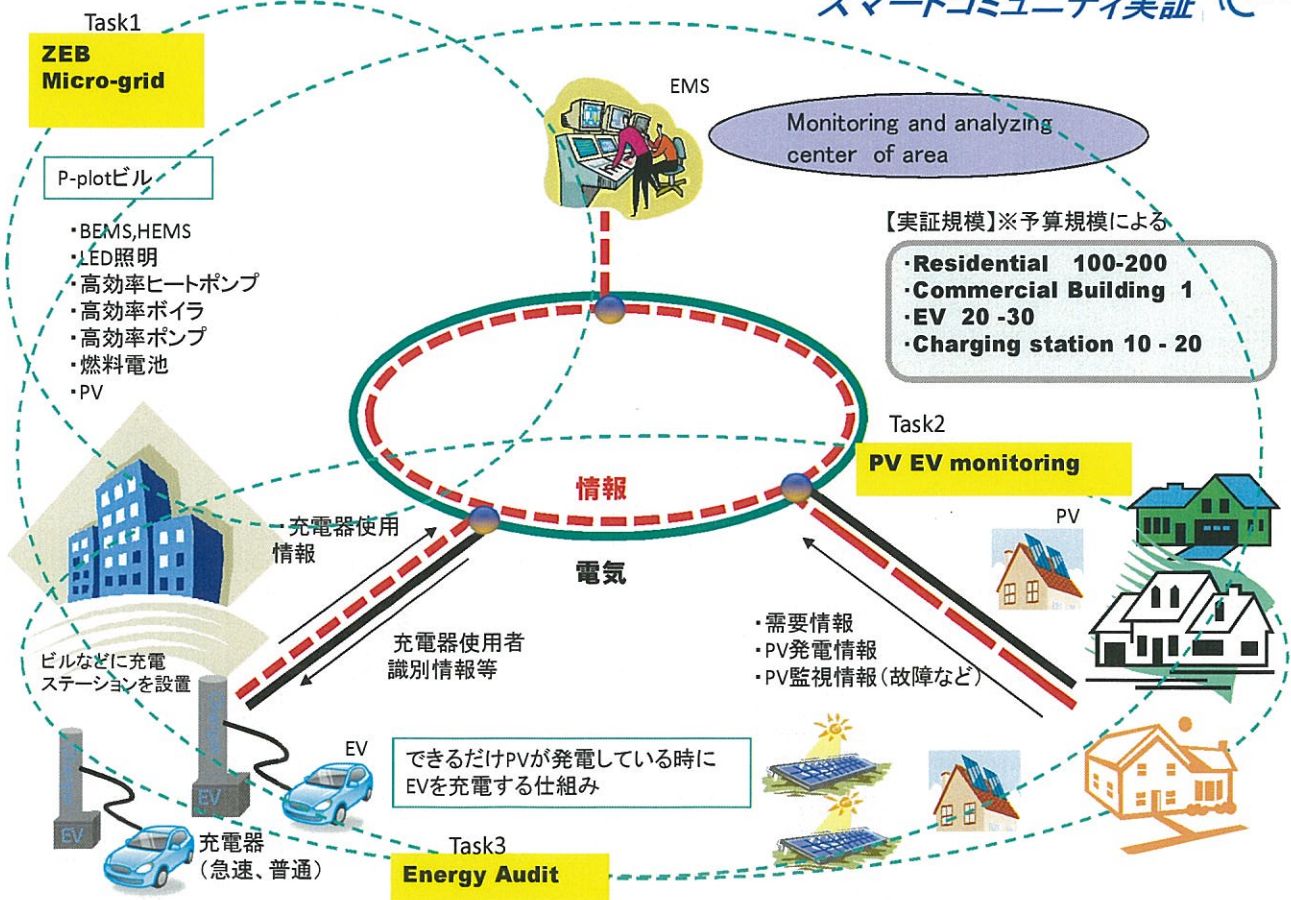 スマートコミュニティ実証
Task1
ZEB
Micro-grid
EMS
Monitoring and analyzing
center of area
P-plotビル
・BEMS,HEMS
・LED照明
・高効率ヒートポンプ
・高効率ボイラ
・高効率ポンプ
・燃料電池
・PV
【実証規模】※予算規模による
・Residential 100-200
・Commercial Building 1
・EV 20 -30
・Charging station 10 - 20
Task2
PV EV monitoring
情報
電気
・充電器使用
情報
充電器使用者
識別情報等
PV
・需要情報
・PV発電情報
・PV監視情報（故障など）
ビルなどに充電
ステーションを設置
EV
EV
EV
できるだけPVが発電している時に
EVを充電する仕組み
充電器
（急速、普通）
Task3
Energy Audit